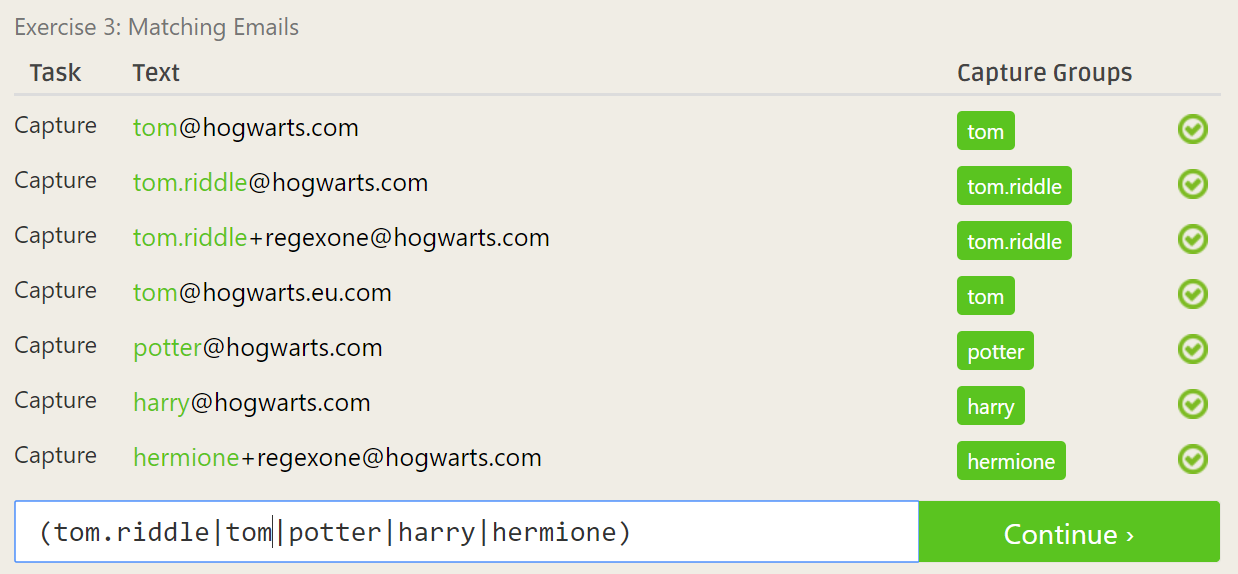 Exercise 3: Matching Emails
Task Text Capture Groups
Capture tom@hogwarts.com tom
Capture tom.riddle@hogwarts.com tom.riddle
Capture tom.riddle+regexone@hogwarts.com tom.riddle
Capture tom@hogwarts.eu.com tom
Capture potter@hogwarts.com potter
Capture harry@hogwarts.com harry
Capture hermione+regexone@hogwarts.com hermione
(tom.riddle|tom|potter|harry|hermione) Continue ›